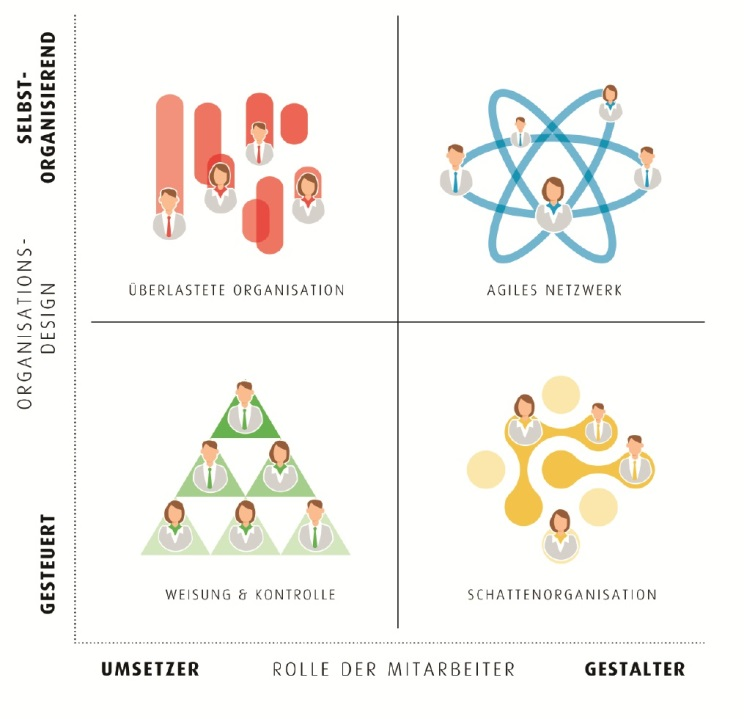 SELBST-
ORGANISIEREND
ÜBERLASTETE ORGANISATION
AGILES NETZWERK
ORGANISATIONS-
DESIGN
GESTEUERT
WEISUNG & KONTROLLE
SCHATTENORGANISATION
UMSETZER
ROLLE DER MITARBEITER
GESTALTER